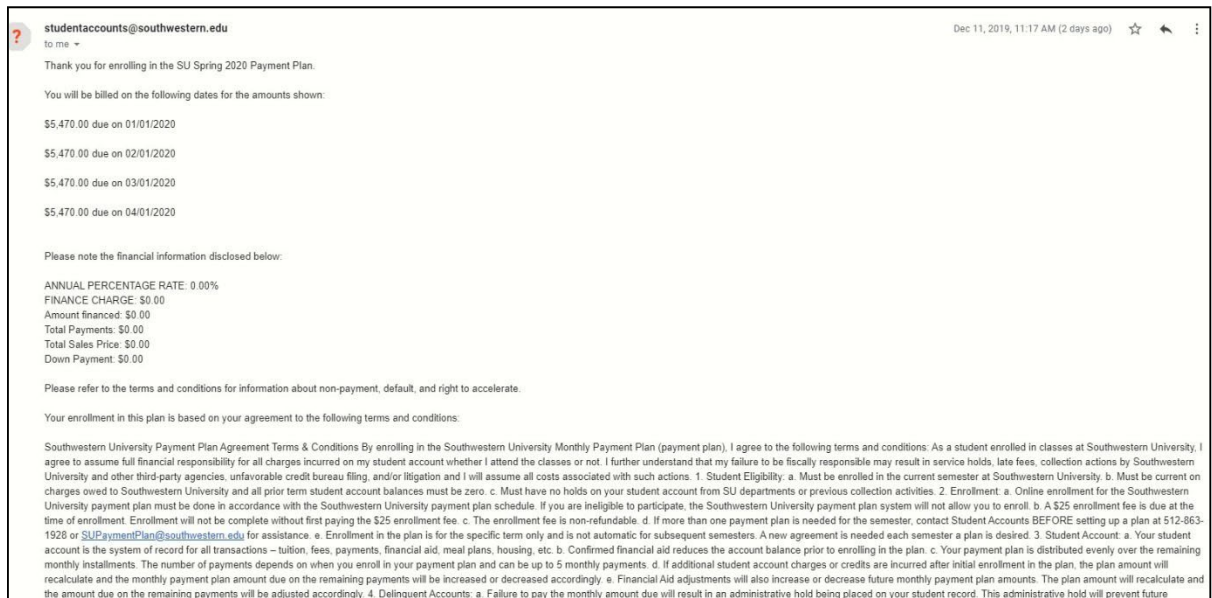 ?
studentaccounts@southwestern.edu
Dec 11, 2019, 11:17 AM (2 days ago)
to me
Thank you for enrolling in the SU Spring 2020 Payment Plan.
You will be billed on the following dates for the amounts shown:
$5,470.00 due on 01/01/2020
$5,470.00 due on 02/01/2020
$5,470.00 due on 03/01/2020
$5,470.00 due on 04/01/2020
Please note the financial information disclosed below:
ANNUAL PERCENTAGE RATE: 0.00%
FINANCE CHARGE: $0.00
Amount financed: $0.00
Total Payments: $0.00
Total Sales Price: $0.00
Down Payment: $0.00
Please refer to the terms and conditions for information about non-payment, default, and right to accelerate.
Your enrollment in this plan is based on your agreement to the following terms and conditions:
Southwestern University Payment Plan Agreement Terms & Conditions By enrolling in the Southwestern University Monthly Payment Plan (payment plan), I agree to the following terms and conditions: As a student enrolled in classes at Southwestern University, I
agree to assume full financial responsibility for all charges incurred on my student account whether I attend the classes or not. I further understand that my failure to be fiscally responsible may result in service holds, late fees, collection actions by Southwestern
University and other third-party agencies, unfavorable credit bureau filing, and/or litigation and I will assume all costs associated with such actions. 1. Student Eligibility: a. Must be enrolled in the current semester at Southwestern University. b. Must be current on
charges owed to Southwestern University and all prior term student account balances must be zero. c. Must have no holds on your student account from SU departments or previous collection activities. 2. Enrollment: a. Online enrollment for the Southwestern
University payment plan must be done in accordance with the Southwestern University payment plan schedule. If you are ineligible to participate, the Southwestern University payment plan system will not allow you to enroll. b. A $25 enrollment fee is due at the
time of enrollment. Enrollment will not be complete without first paying the $25 enrollment fee. c. The enrollment fee is non-refundable. d. If more than one payment plan is needed for the semester, contact Student Accounts BEFORE setting up a plan at 512-863-
1928 or SUPaymentPlan@southwestern.edu for assistance. e. Enrollment in the plan is for the specific term only and is not automatic for subsequent semesters. A new agreement is needed each semester a plan is desired. 3. Student Account: a. Your student
account is the system of record for all transactions – tuition, fees, payments, financial aid, meal plans, housing, etc. b. Confirmed financial aid reduces the account balance prior to enrolling in the plan. c. Your payment plan is distributed evenly over the remaining
monthly installments. The number of payments depends on when you enroll in your payment plan and can be up to 5 monthly payments. d. If additional student account charges or credits are incurred after initial enrollment in the plan, the plan amount will
recalculate and the monthly payment plan amount due on the remaining payments will be increased or decreased accordingly. e. Financial Aid adjustments will also increase or decrease future monthly payment plan amounts. The plan amount will recalculate and
the amount due on the remaining payments will be adjusted accordingly. 4. Delinquent Accounts: a. Failure to pay the monthly amount due will result in an administrative hold being placed on your student record. This administrative hold will prevent future